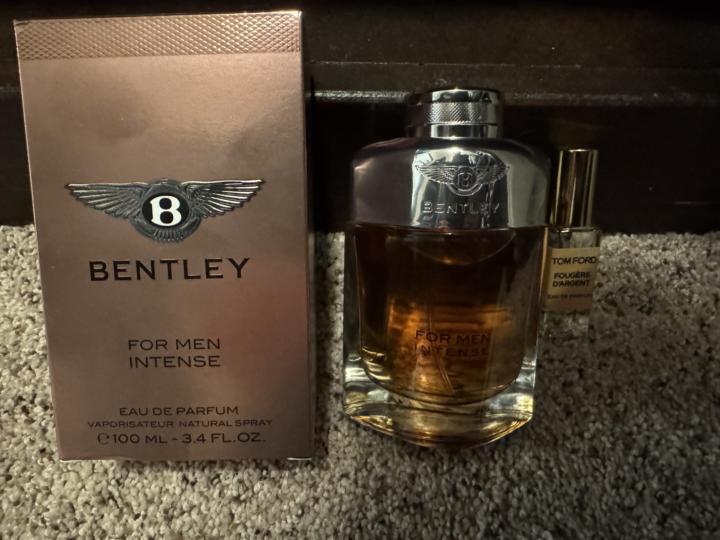 B
BENTLEY
FOR MEN
INTENSE
EAU DE PARFUM
VAPORISATEUR NATURAL SPRAY
℮ 100 ML - 3.4 FL.OZ.
B
BENTLEY
FOR MEN
INTENSE
TOM FORD
FOUGÈRE
D'ARGENT
EAU DE PARFUM